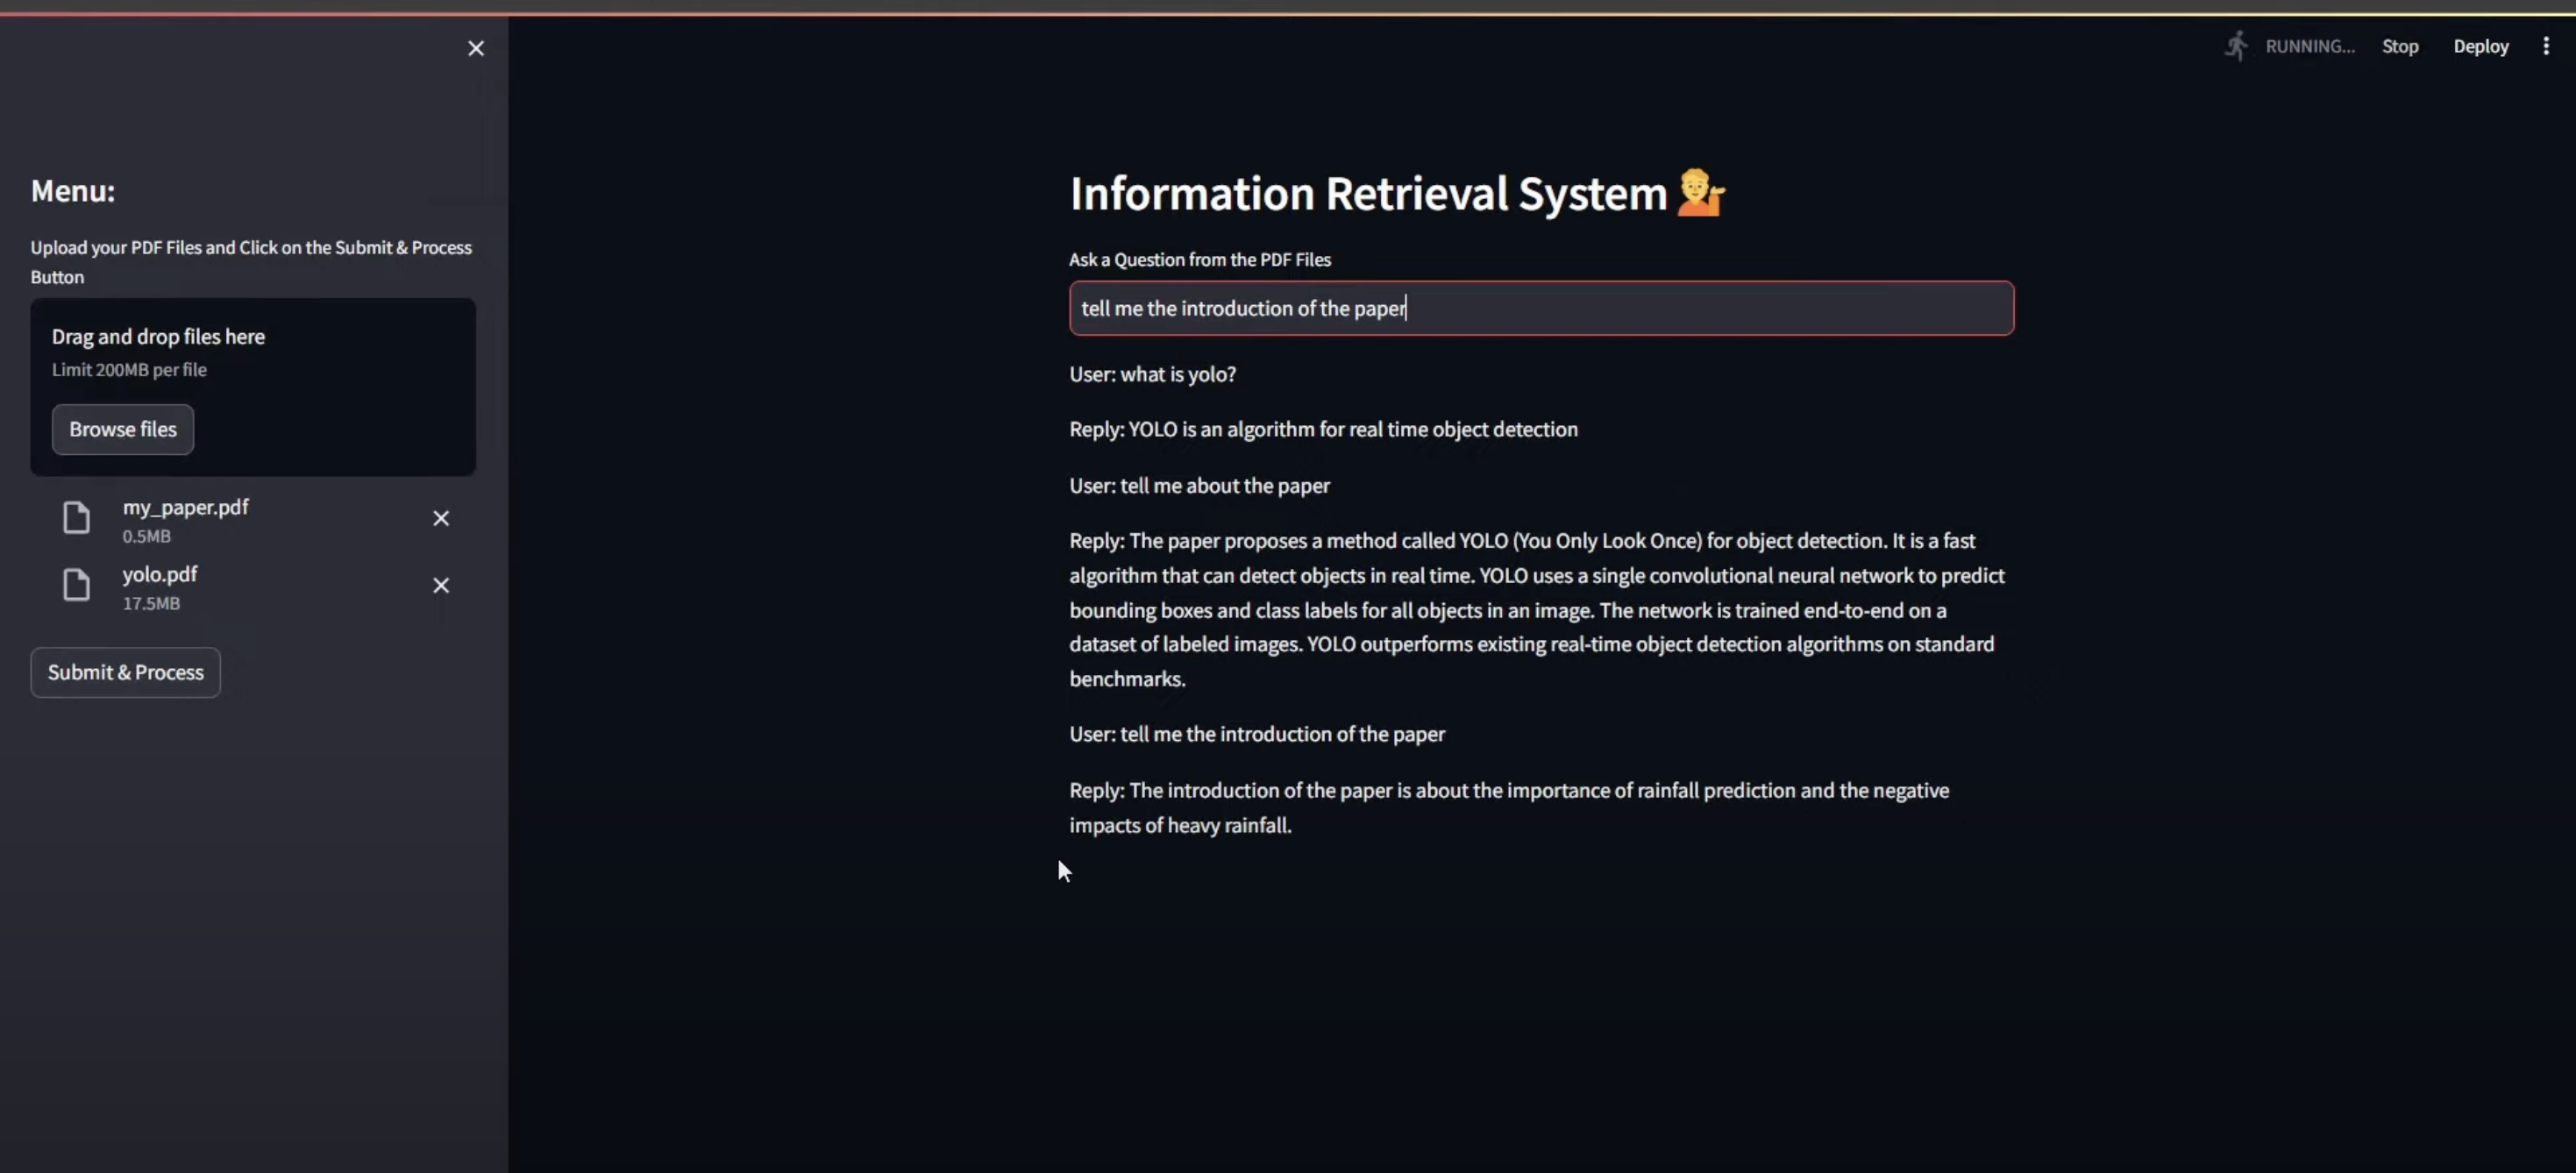 RUNNING...
Stop
Deploy
Menu:
Upload your PDF Files and Click on the Submit & Process
Button
Drag and drop files here
Limit 200MB per file
Browse files
my_paper.pdf
0.5MB
yolo.pdf
17.5MB
Submit & Process
Information Retrieval System
Ask a Question from the PDF Files
tell me the introduction of the paper
User: what is yolo?
Reply: YOLO is an algorithm for real time object detection
User: tell me about the paper
Reply: The paper proposes a method called YOLO (You Only Look Once) for object detection. It is a fast
algorithm that can detect objects in real time. YOLO uses a single convolutional neural network to predict
bounding boxes and class labels for all objects in an image. The network is trained end-to-end on a
dataset of labeled images. YOLO outperforms existing real-time object detection algorithms on standard
benchmarks.
User: tell me the introduction of the paper
Reply: The introduction of the paper is about the importance of rainfall prediction and the negative
impacts of heavy rainfall.